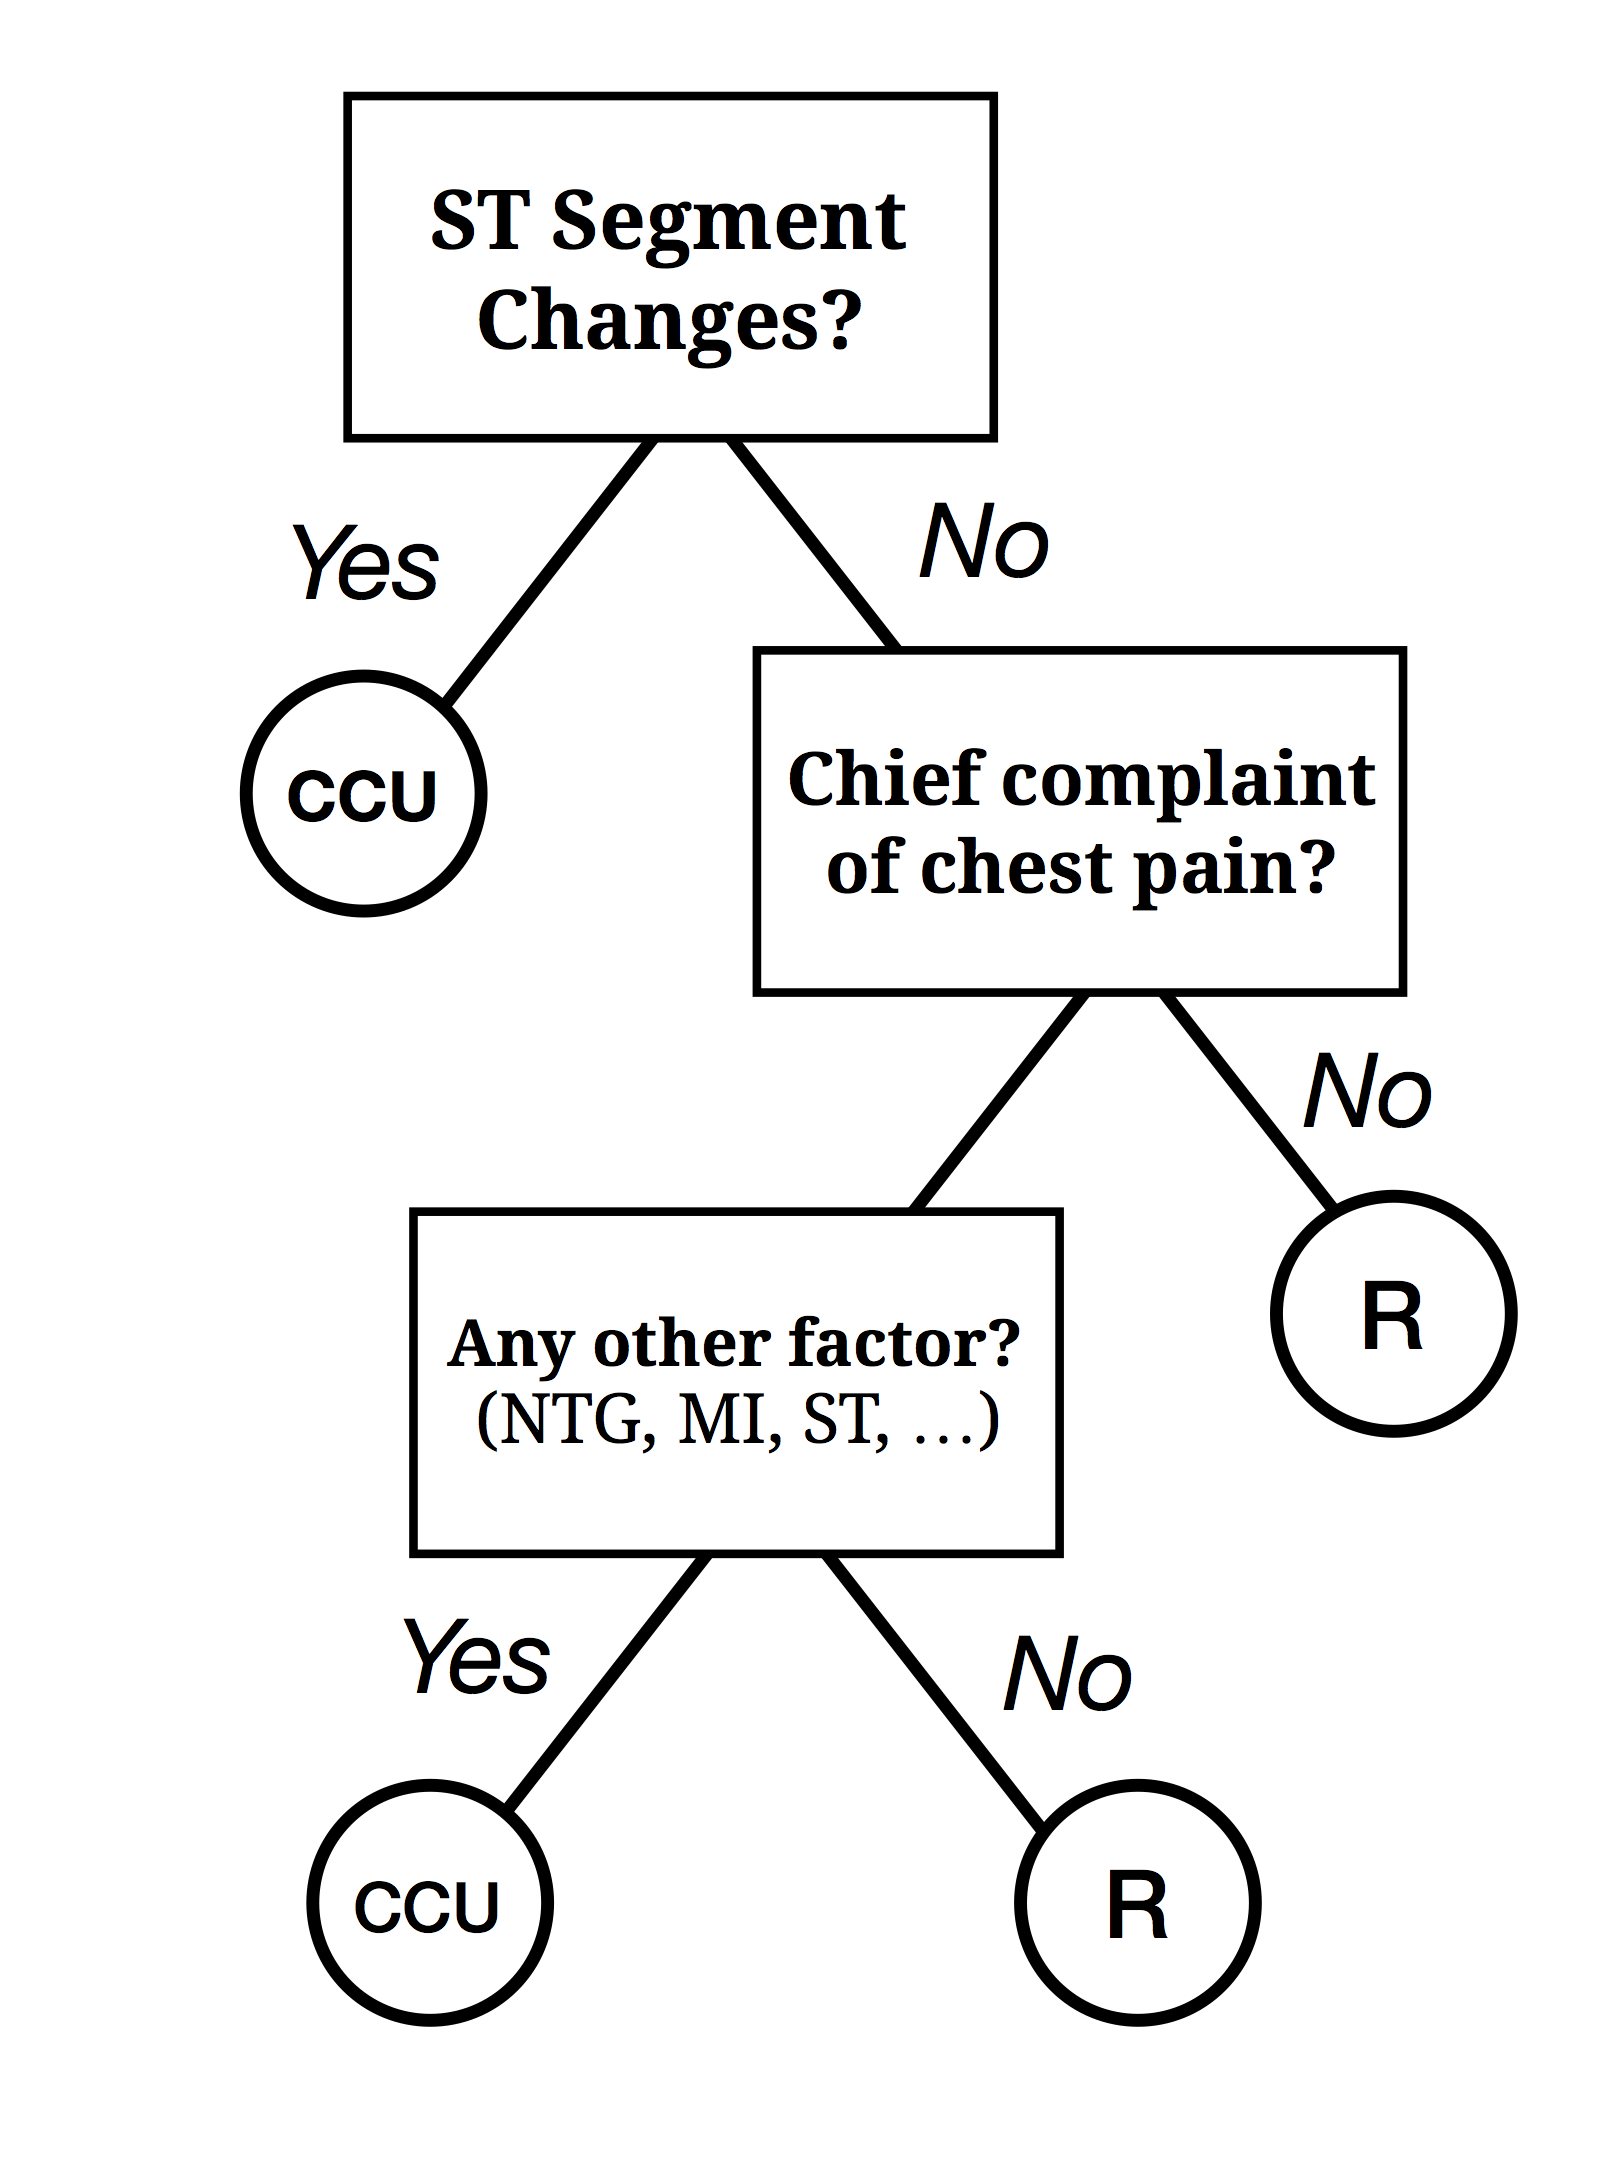 ST Segment
Changes?
Yes
No
CCU
Chief complaint
of chest pain?
No
Any other factor?
(NTG, MI, ST, …)
R
Yes
No
CCU
R